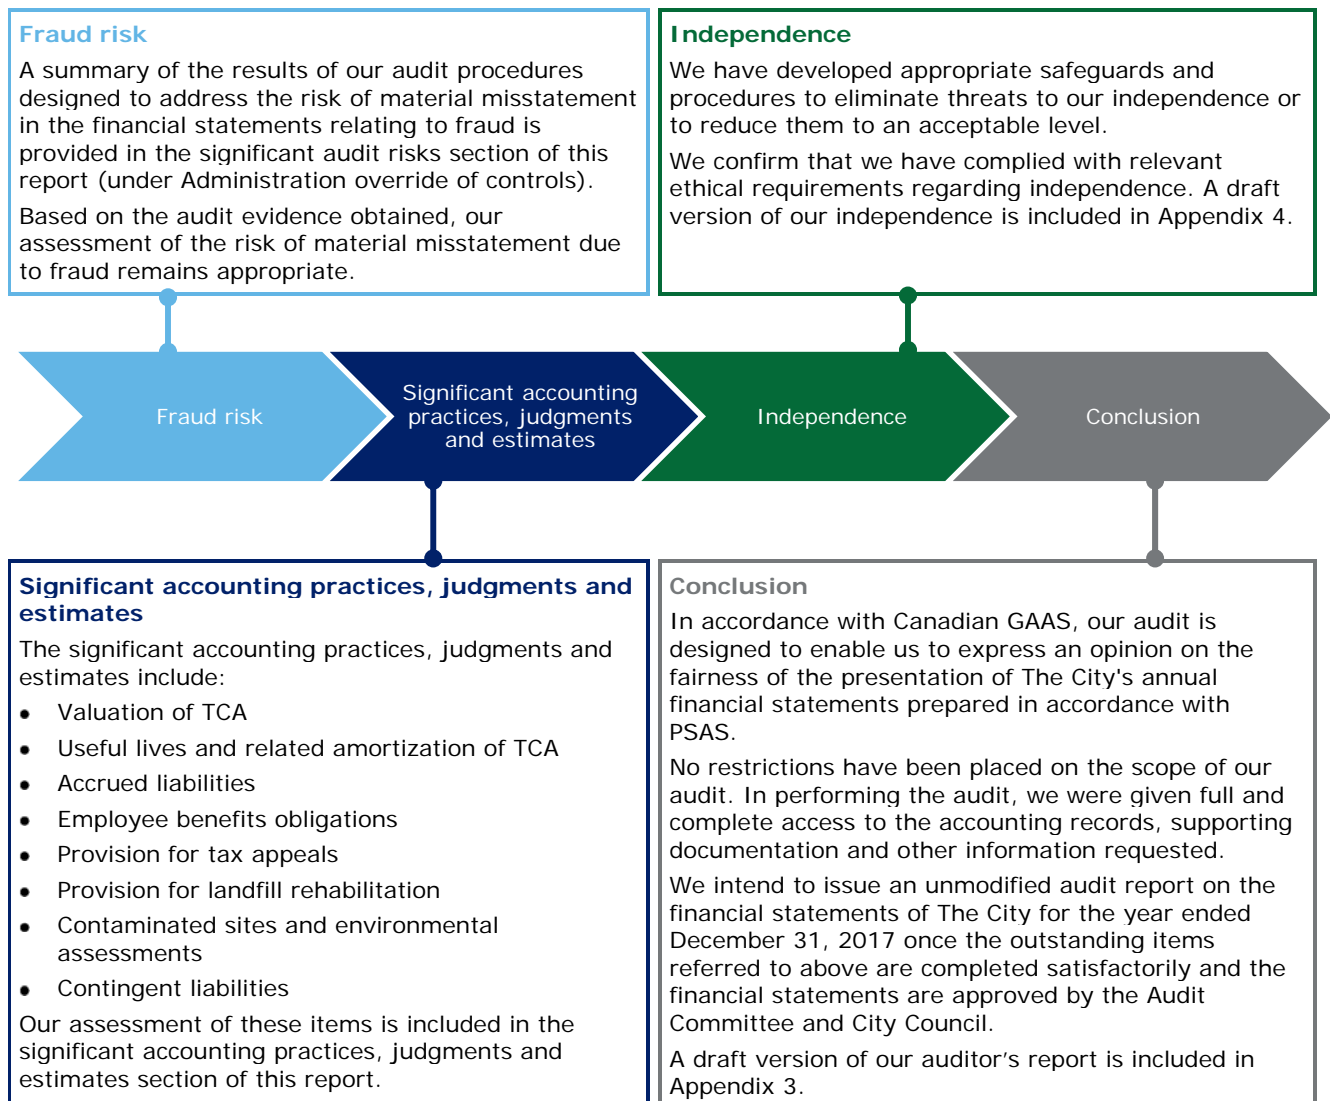 Fraud risk
A summary of the results of our audit procedures
designed to address the risk of material misstatement
in the financial statements relating to fraud is
provided in the significant audit risks section of this
report (under Administration override of controls).
Based on the audit evidence obtained, our
assessment of the risk of material misstatement due
to fraud remains appropriate.
Independence
We have developed appropriate safeguards and
procedures to eliminate threats to our independence or
to reduce them to an acceptable level.
We confirm that we have complied with relevant
ethical requirements regarding independence. A draft
version of our independence is included in Appendix 4.
Fraud risk
Significant accounting
practices, judgments
and estimates
Independence
Conclusion
Significant accounting practices, judgments and
estimates
The significant accounting practices, judgments and
estimates include:
• Valuation of TCA
• Useful lives and related amortization of TCA
• Accrued liabilities
• Employee benefits obligations
• Provision for tax appeals
• Provision for landfill rehabilitation
• Contaminated sites and environmental
assessments
• Contingent liabilities
Our assessment of these items is included in the
significant accounting practices, judgments and
estimates section of this report.
Conclusion
In accordance with Canadian GAAS, our audit is
designed to enable us to express an opinion on the
fairness of the presentation of The City's annual
financial statements prepared in accordance with
PSAS.
No restrictions have been placed on the scope of our
audit. In performing the audit, we were given full and
complete access to the accounting records, supporting
documentation and other information requested.
We intend to issue an unmodified audit report on the
financial statements of The City for the year ended
December 31, 2017 once the outstanding items
referred to above are completed satisfactorily and the
financial statements are approved by the Audit
Committee and City Council.
A draft version of our auditor’s report is included in
Appendix 3.